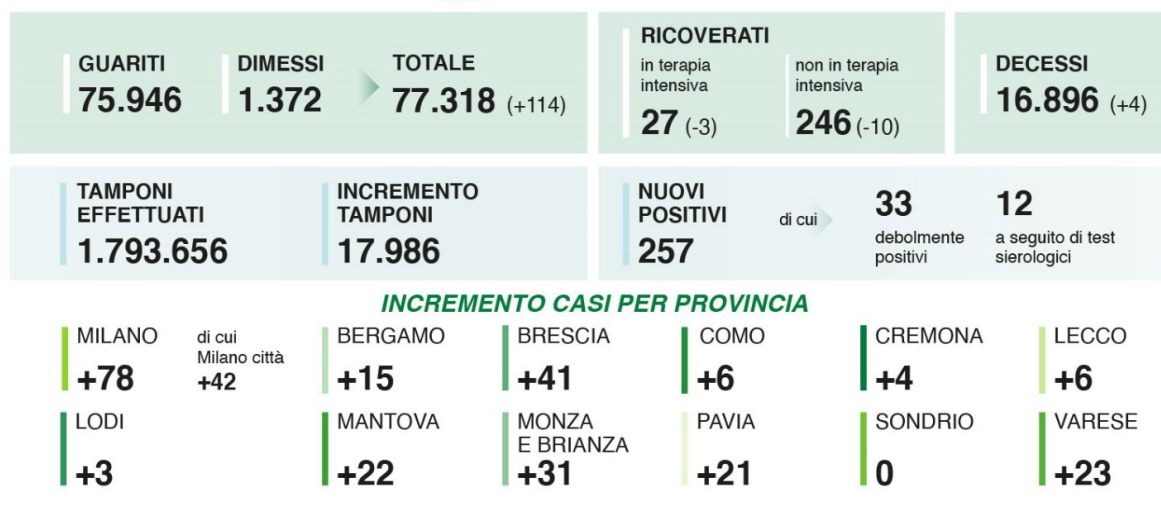 GUARITI
75.946
DIMESSI
1.372
TOTALE
77.318 (+114)
RICOVERATI
in terapia
intensiva
27 (-3)
non in terapia
intensiva
246 (-10)
DECESSI
16.896 (+4)
TAMPONI
EFFETTUATI
1.793.656
INCREMENTO
TAMPONI
17.986
NUOVI
POSITIVI
257
di cui
33
debolmente
positivi
12
a seguito di test
sierologici
INCREMENTO CASI PER PROVINCIA
MILANO
+78
di cui
Milano città
+42
BERGAMO
+15
BRESCIA
+41
COMO
+6
CREMONA
+4
LECCO
+6
LODI
+3
MANTOVA
+22
MONZA
E BRIANZA
+31
PAVIA
+21
SONDRIO
0
VARESE
+23